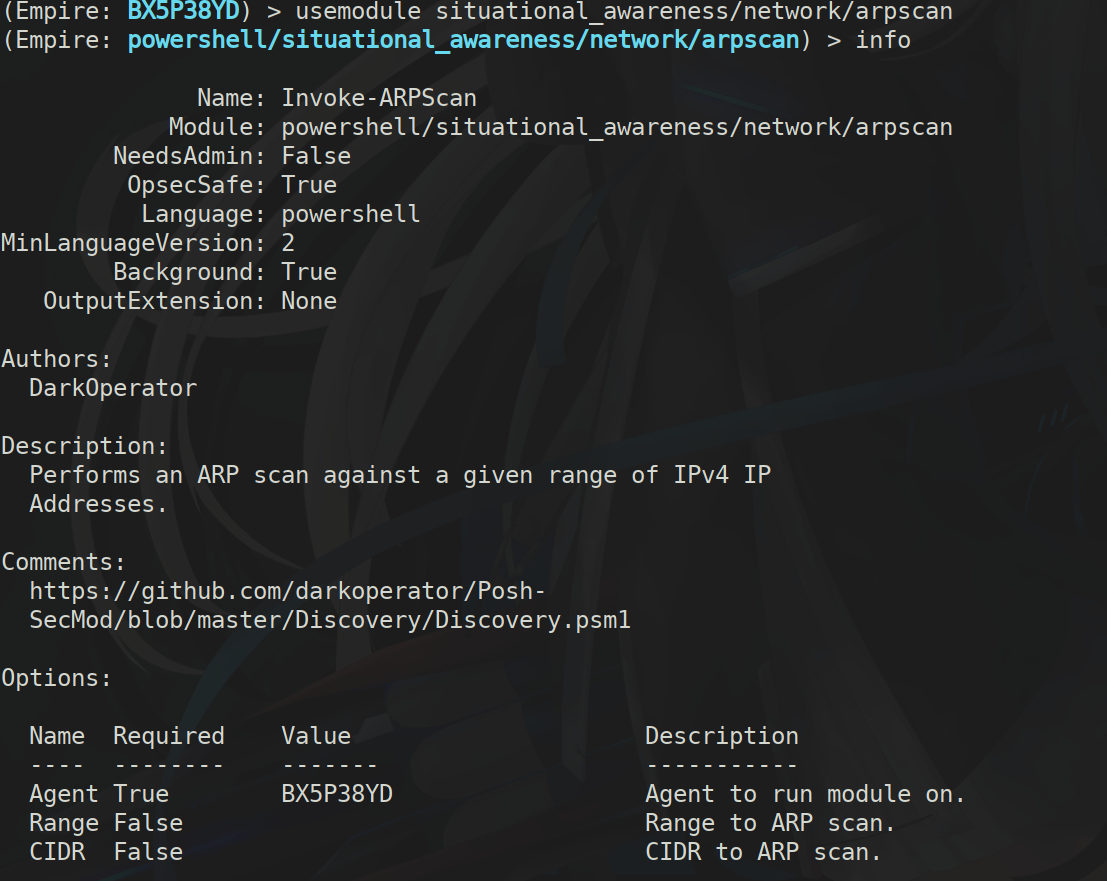 (Empire: BX5P38YD) > usemodule situational_awareness/network/arpscan
(Empire: powershell/situational_awareness/network/arpscan) > info
Name: Invoke-ARPScan
Module: powershell/situational_awareness/network/arpscan
NeedsAdmin: False
OpsecSafe: True
Language: powershell
MinLanguageVersion: 2
Background: True
OutputExtension: None
Authors:
DarkOperator
Description:
Performs an ARP scan against a given range of IPv4 IP
Addresses.
Comments:
https://github.com/darkoperator/Posh-
SecMod/blob/master/Discovery/Discovery.psm1
Options:
Name Required Value Description
---- -------- ------- -----------
Agent True BX5P38YD Agent to run module on.
Range False Range to ARP scan.
CIDR False CIDR to ARP scan.